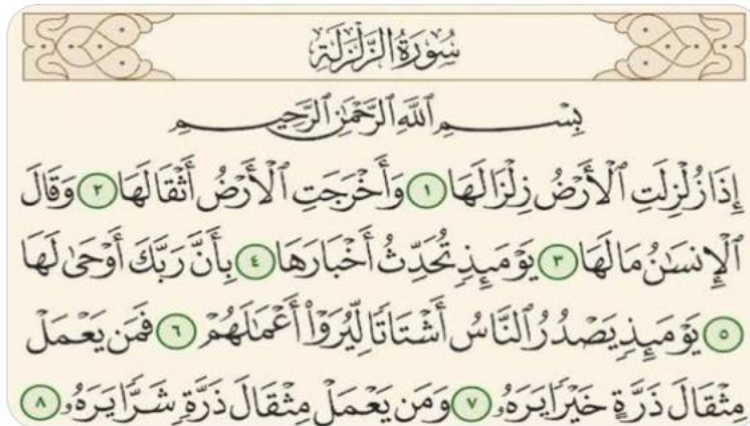 سُورَةُ الزَّلْزَلَةِ
بِسْمِ ٱللَّهِ ٱلرَّحْمَٰنِ ٱلرَّحِيمِ
إِذَا زُلْزِلَتِ ٱلْأَرْضُ زِلْزَالَهَا ١ وَأَخْرَجَتِ ٱلْأَرْضُ أَثْقَالَهَا ٢ وَقَالَ
ٱلْإِنسَٰنُ مَا لَهَا ٣ يَوْمَئِذٍ تُحَدِّثُ أَخْبَارَهَا ٤ بِأَنَّ رَبَّكَ أَوْحَىٰ لَهَا
٥ يَوْمَئِذٍ يَصْدُرُ ٱلنَّاسُ أَشْتَاتًا لِّيُرَوْا۟ أَعْمَٰلَهُمْ ٦ فَمَن يَعْمَلْ
مِثْقَالَ ذَرَّةٍ خَيْرًا يَرَهُۥ ٧ وَمَن يَعْمَلْ مِثْقَالَ ذَرَّةٍ شَرًّا يَرَهُۥ ٨